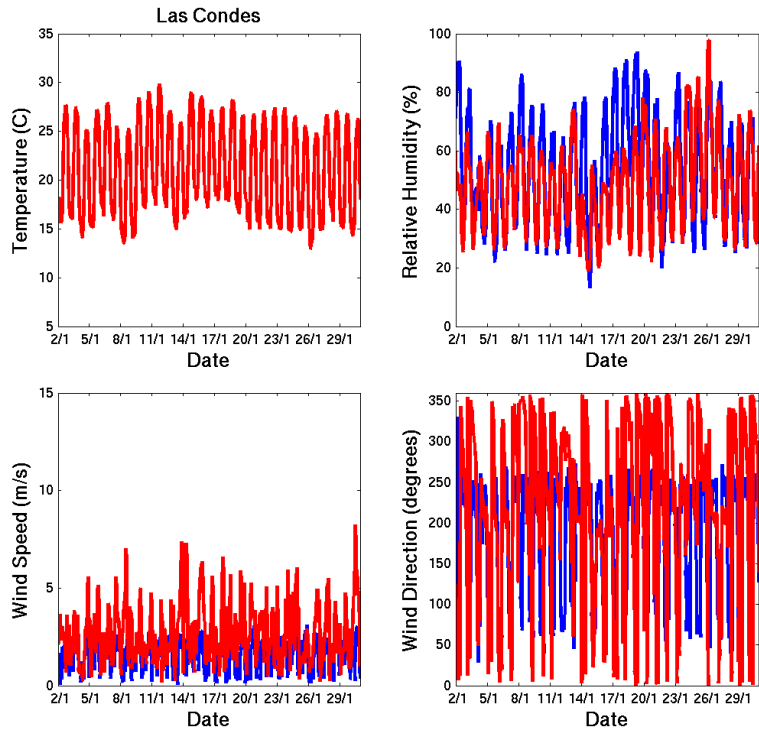 Las Condes
35
30
25
20
15
10
5
Temperature (C)
2/1 5/1 8/1 11/1 14/1 17/1 20/1 23/1 26/1 29/1
Date
100
80
60
40
20
0
Relative Humidity (%)
2/1 5/1 8/1 11/1 14/1 17/1 20/1 23/1 26/1 29/1
Date
15
10
5
0
Wind Speed (m/s)
2/1 5/1 8/1 11/1 14/1 17/1 20/1 23/1 26/1 29/1
Date
350
300
250
200
150
100
50
0
Wind Direction (degrees)
2/1 5/1 8/1 11/1 14/1 17/1 20/1 23/1 26/1 29/1
Date